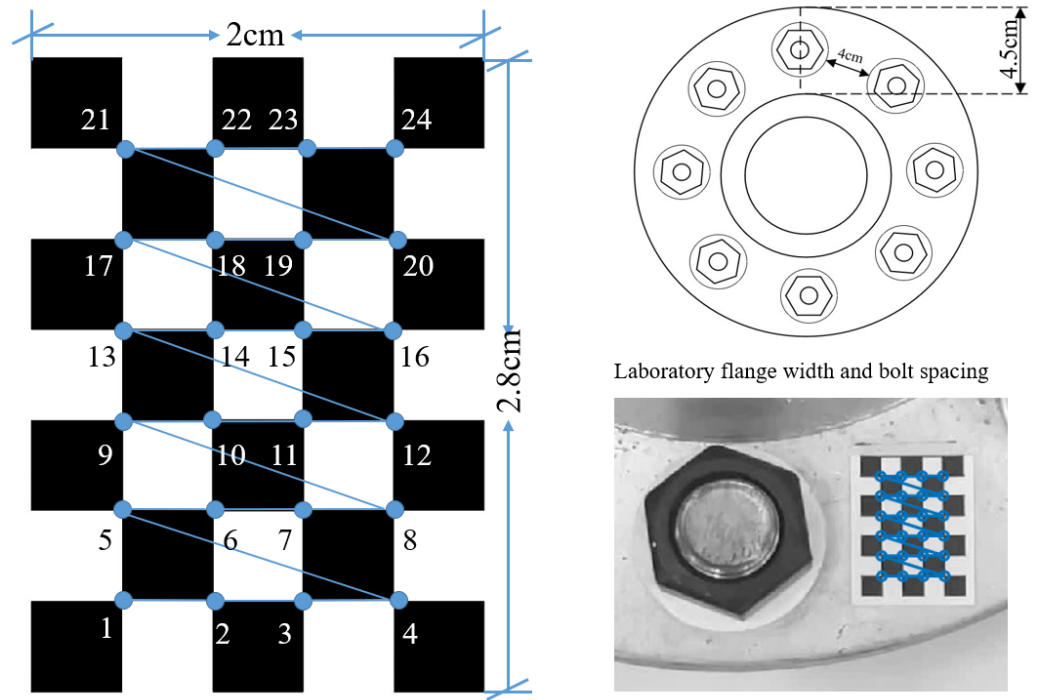 2cm
21 22 23 24
17 18 19 20
13 14 15 16
9 10 11 12
5 6 7 8
1 2 3 4
2.8cm
4cm
4.5cm
Laboratory flange width and bolt spacing